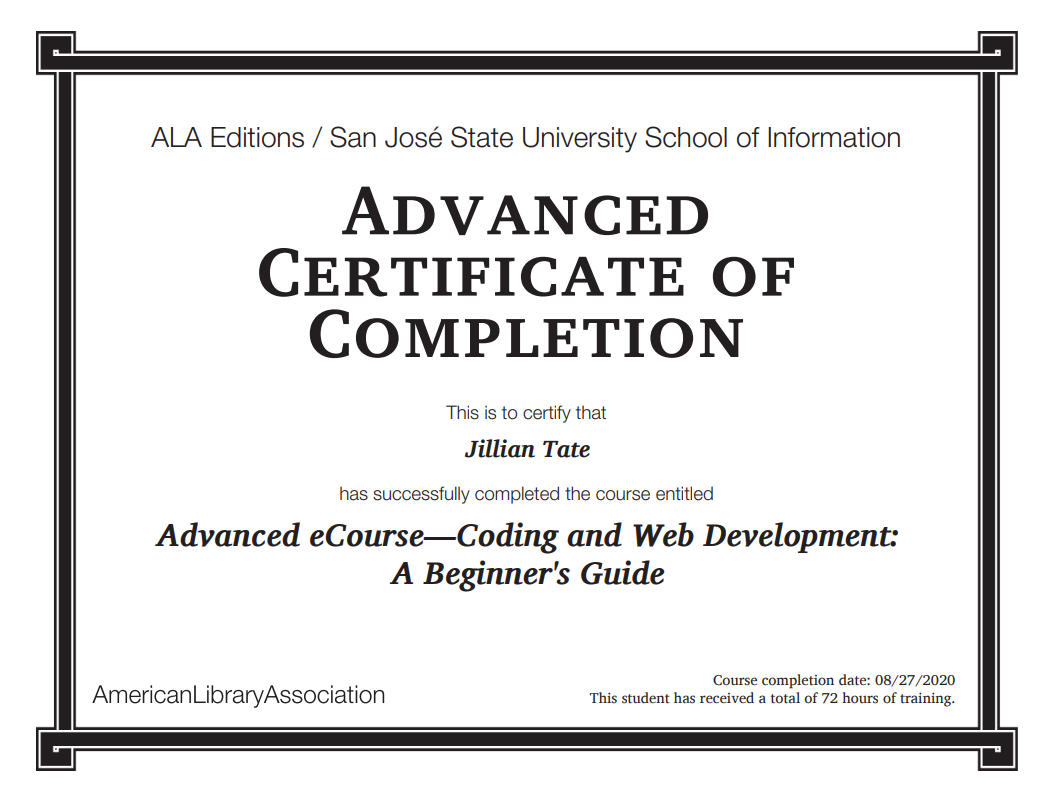 ALA Editions / San José State University School of Information
ADVANCED
CERTIFICATE OF
COMPLETION
This is to certify that
Jillian Tate
has successfully completed the course entitled
Advanced eCourse—Coding and Web Development:
A Beginner's Guide
AmericanLibraryAssociation
Course completion date: 08/27/2020
This student has received a total of 72 hours of training.